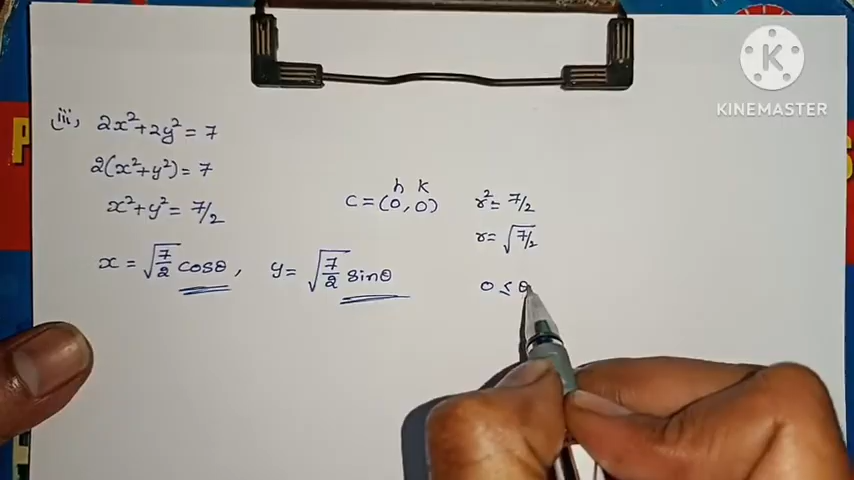 (iii) 2x²+2y² = 7
2(x²+y²) = 7
x²+y² = 7/2
C = (0, 0)
h k
r² = 7/2
r = √7/2
x = √7/2 cosθ, y = √7/2 sinθ
0 ≤ θ
K
KINEMASTER